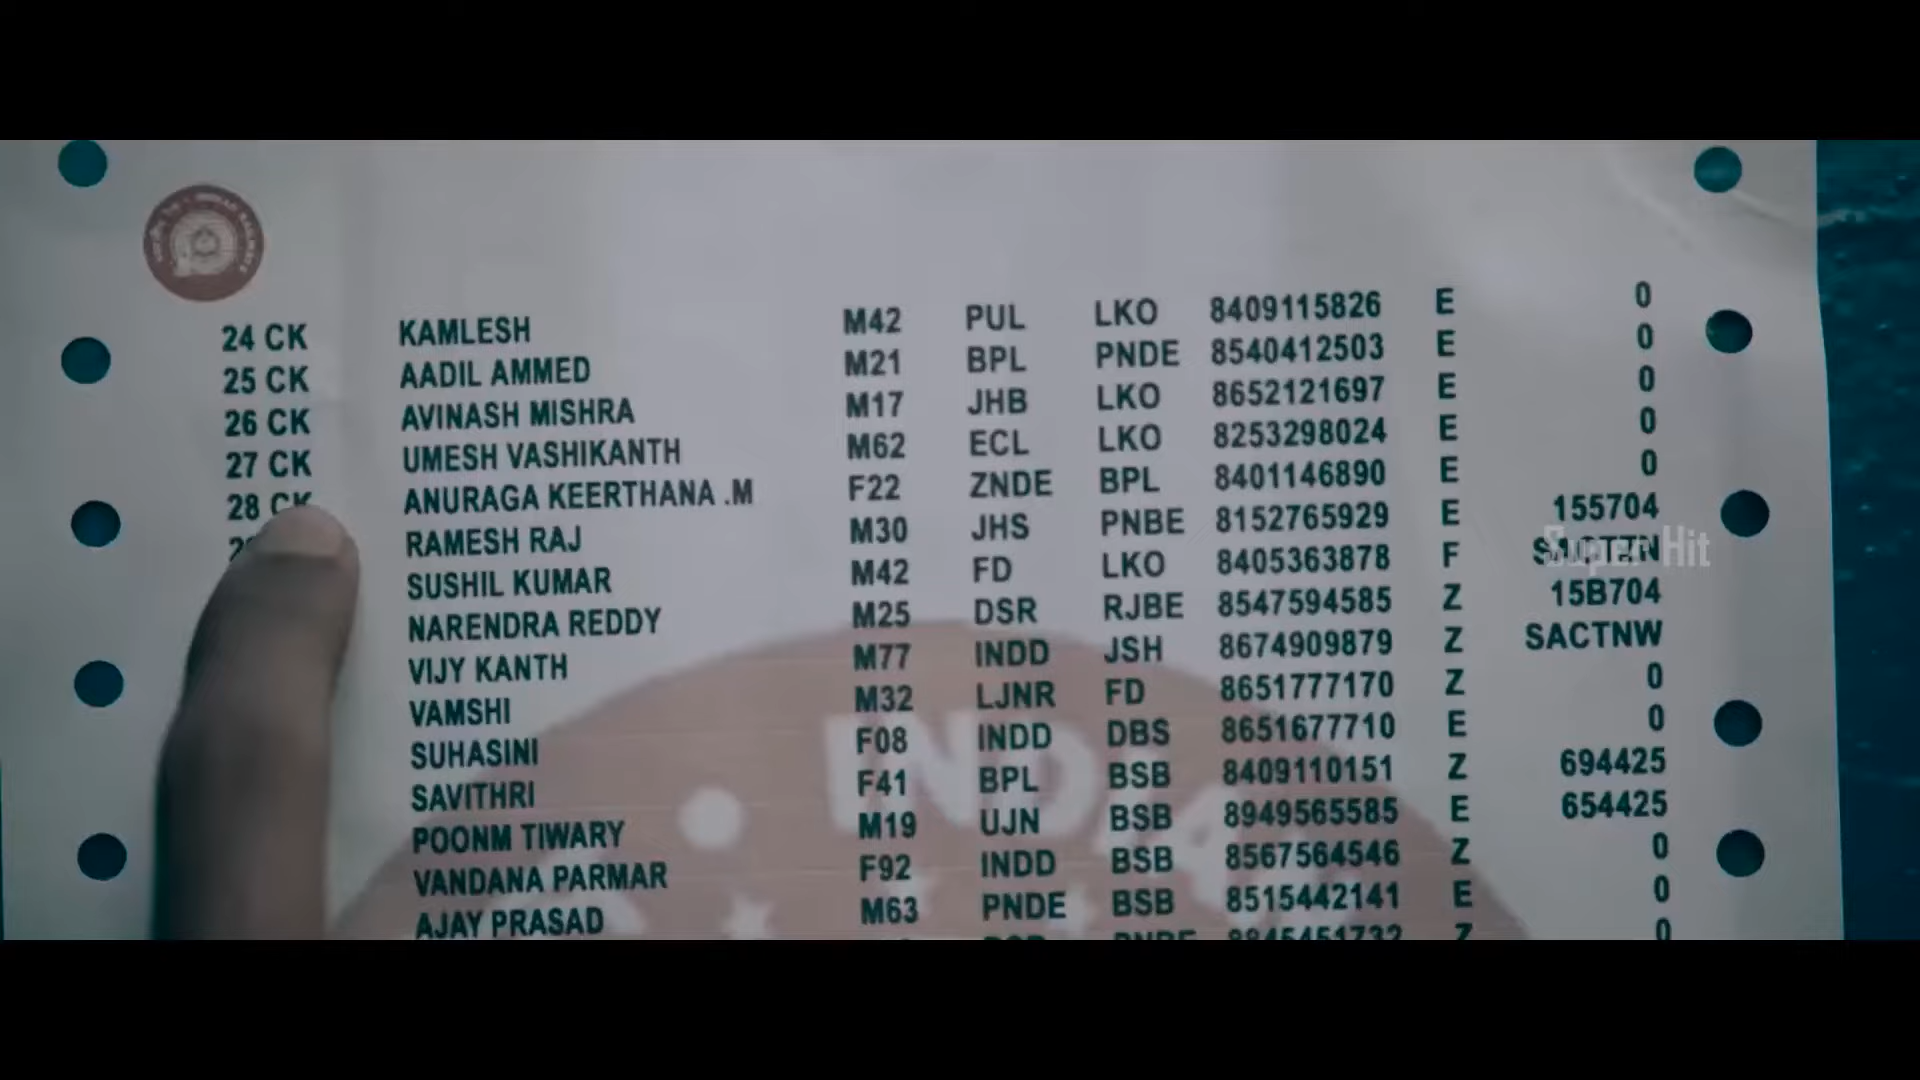 24 CK KAMLESH M42 PUL LKO 8409115826 E 0
25 CK AADIL AMMED M21 BPL PNDE 8540412503 E 0
26 CK AVINASH MISHRA M17 JHB LKO 8652121697 E 0
27 CK UMESH VASHIKANTH M62 ECL LKO 8253298024 E 0
28 CK ANURAGA KEERTHANA .M F22 ZNDE BPL 8401146890 E 0
RAMESH RAJ M30 JHS PNBE 8152765929 E 155704
SUSHIL KUMAR M42 FD LKO 8405363878 F
Super Hit
NARENDRA REDDY M25 DSR RJBE 8547594585 Z 15B704
VIJY KANTH M77 INDD JSH 8674909879 Z SACTNW
VAMSHI M32 LJNR FD 8651777170 Z 0
SUHASINI F08 INDD DBS 8651677710 E 0
SAVITHRI F41 BPL BSB 8409110151 Z 694425
POONM TIWARY M19 UJN BSB 8949565585 E 654425
VANDANA PARMAR F92 INDD BSB 8567564546 Z 0
AJAY PRASAD M63 PNDE BSB 8515442141 E 0